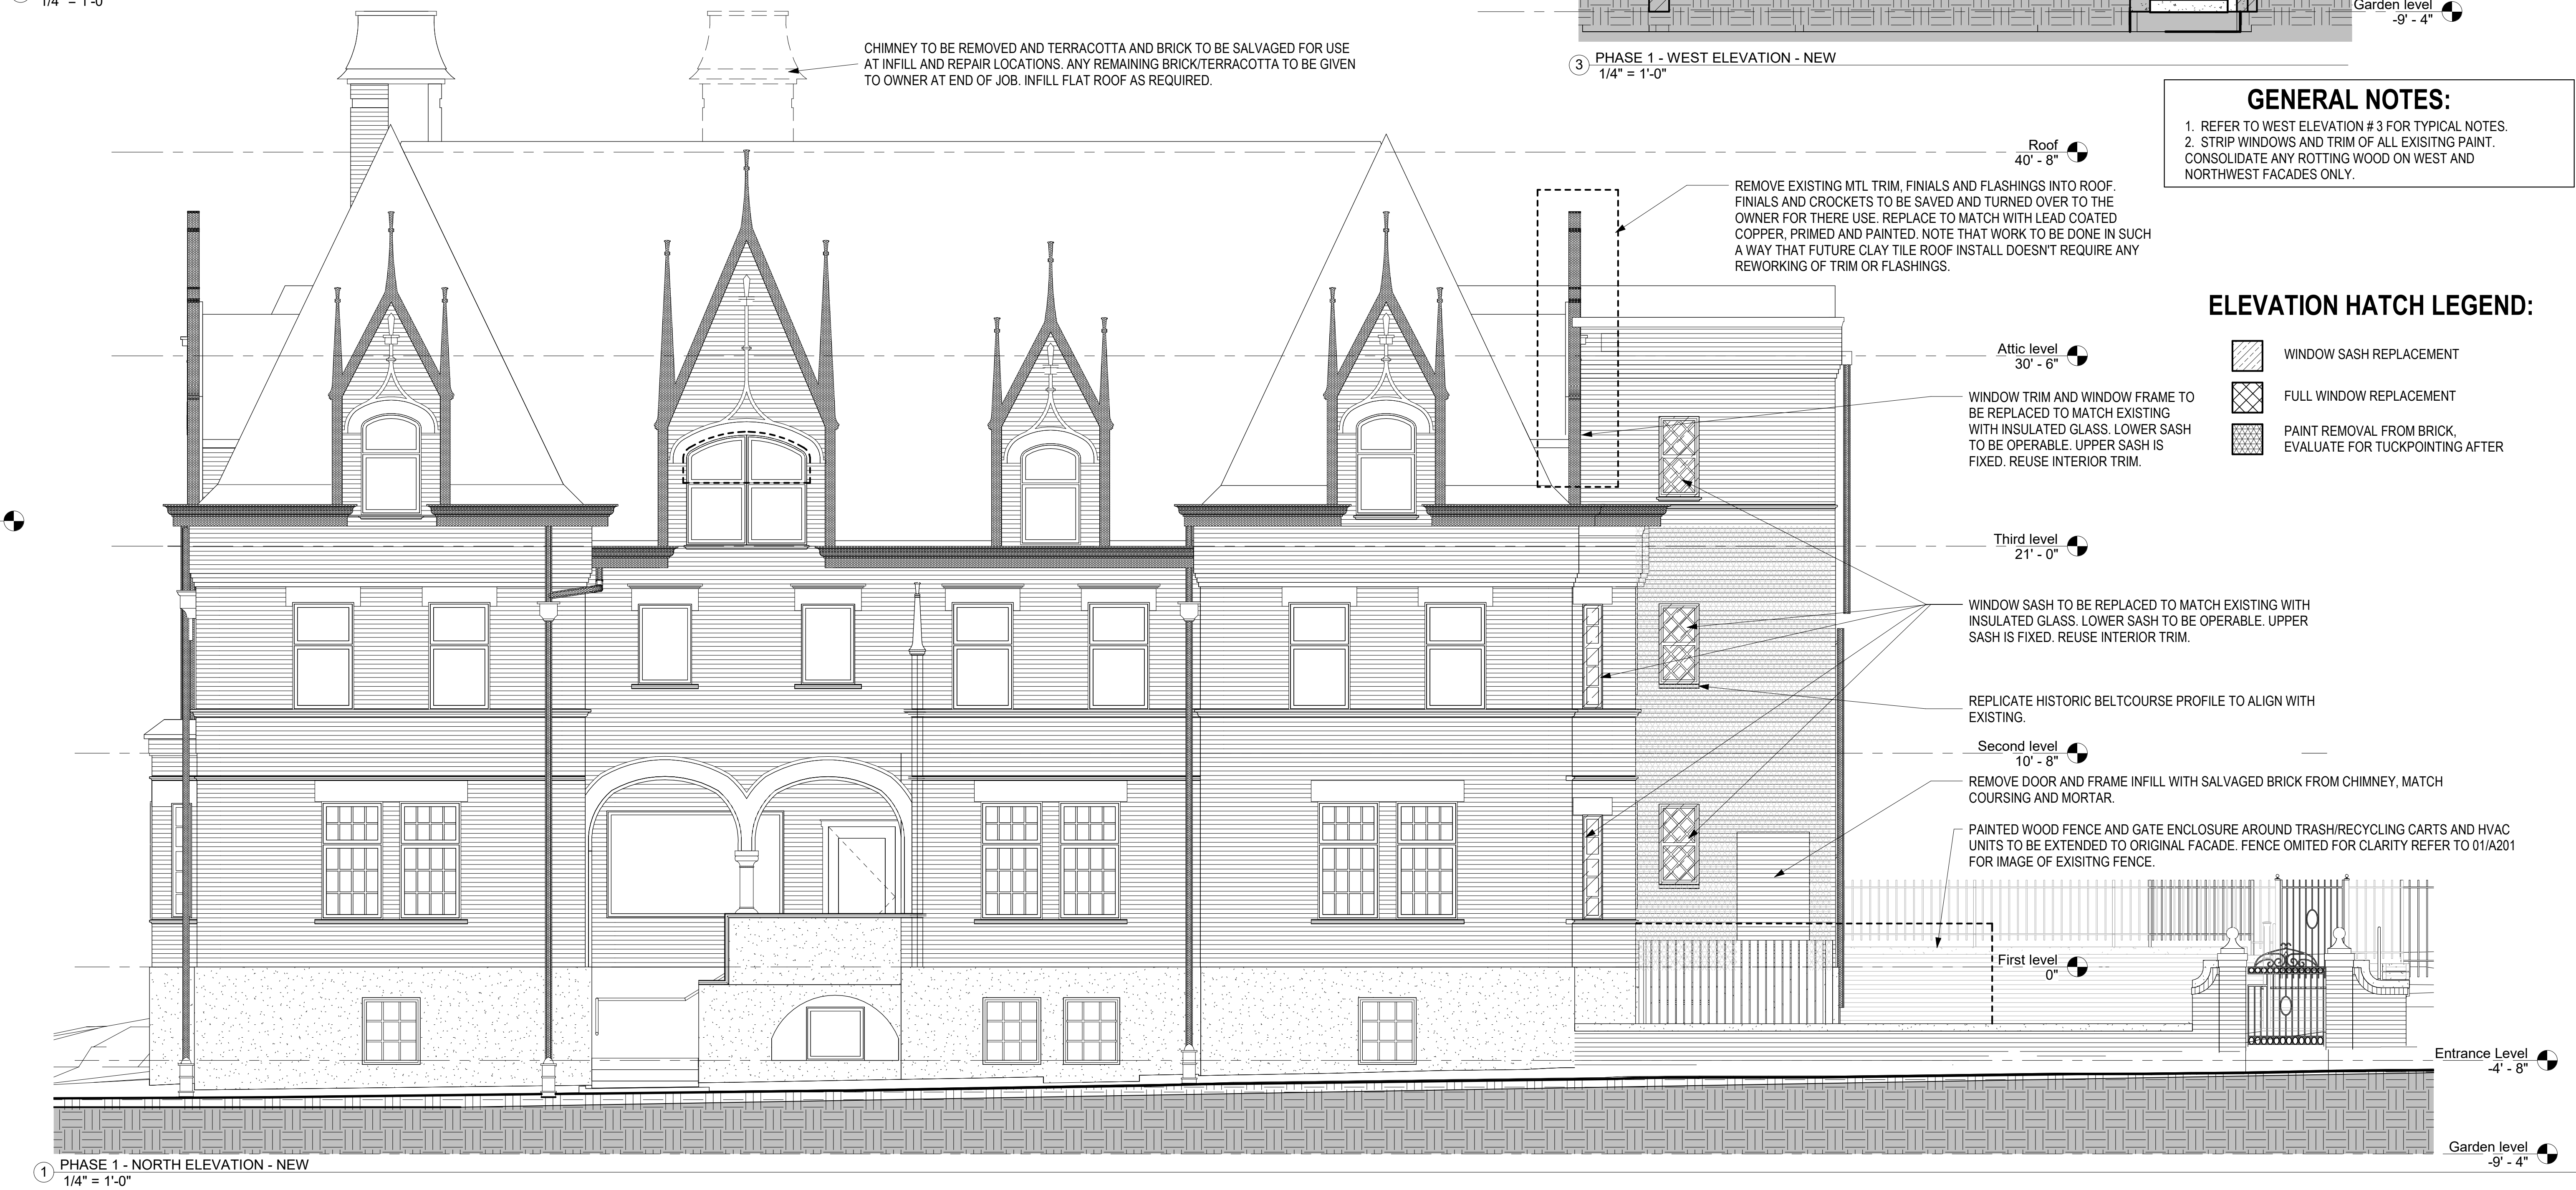 1/4" = 1'-0"
Garden level
-9' - 4"
3
PHASE 1 - WEST ELEVATION - NEW
1/4" = 1'-0"
CHIMNEY TO BE REMOVED AND TERRACOTTA AND BRICK TO BE SALVAGED FOR USE
AT INFILL AND REPAIR LOCATIONS. ANY REMAINING BRICK/TERRACOTTA TO BE GIVEN
TO OWNER AT END OF JOB. INFILL FLAT ROOF AS REQUIRED.
GENERAL NOTES:
1. REFER TO WEST ELEVATION # 3 FOR TYPICAL NOTES.
2. STRIP WINDOWS AND TRIM OF ALL EXISITNG PAINT.
CONSOLIDATE ANY ROTTING WOOD ON WEST AND
NORTHWEST FACADES ONLY.
Roof
40' - 8"
REMOVE EXISTING MTL TRIM, FINIALS AND FLASHINGS INTO ROOF.
FINIALS AND CROCKETS TO BE SAVED AND TURNED OVER TO THE
OWNER FOR THERE USE. REPLACE TO MATCH WITH LEAD COATED
COPPER, PRIMED AND PAINTED. NOTE THAT WORK TO BE DONE IN SUCH
A WAY THAT FUTURE CLAY TILE ROOF INSTALL DOESN'T REQUIRE ANY
REWORKING OF TRIM OR FLASHINGS.
ELEVATION HATCH LEGEND:
WINDOW SASH REPLACEMENT
FULL WINDOW REPLACEMENT
PAINT REMOVAL FROM BRICK,
EVALUATE FOR TUCKPOINTING AFTER
Attic level
30' - 6"
WINDOW TRIM AND WINDOW FRAME TO
BE REPLACED TO MATCH EXISTING
WITH INSULATED GLASS. LOWER SASH
TO BE OPERABLE. UPPER SASH IS
FIXED. REUSE INTERIOR TRIM.
Third level
21' - 0"
WINDOW SASH TO BE REPLACED TO MATCH EXISTING WITH
INSULATED GLASS. LOWER SASH TO BE OPERABLE. UPPER
SASH IS FIXED. REUSE INTERIOR TRIM.
REPLICATE HISTORIC BELTCOURSE PROFILE TO ALIGN WITH
EXISTING.
Second level
10' - 8"
REMOVE DOOR AND FRAME INFILL WITH SALVAGED BRICK FROM CHIMNEY, MATCH
COURSING AND MORTAR.
PAINTED WOOD FENCE AND GATE ENCLOSURE AROUND TRASH/RECYCLING CARTS AND HVAC
UNITS TO BE EXTENDED TO ORIGINAL FACADE. FENCE OMITED FOR CLARITY REFER TO 01/A201
FOR IMAGE OF EXISITNG FENCE.
First level
0"
Entrance Level
-4' - 8"
Garden level
-9' - 4"
1
PHASE 1 - NORTH ELEVATION - NEW
1/4" = 1'-0"